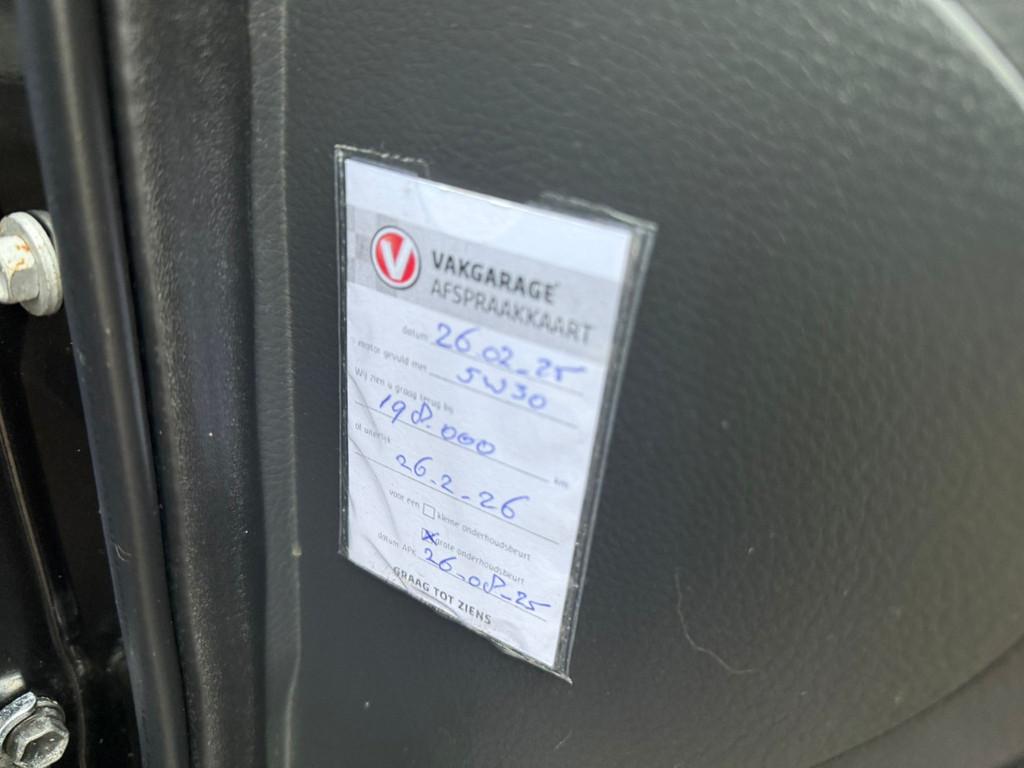 V
VAKGARAGE
AFSPRAAKKAART
datum 26.02-25
motor gevuld met 5W30
Wij zien u graag terug bij
198.000 km
of uiterlijk
26-2-26
voor een kleine onderhoudsbeurt
grote onderhoudsbeurt
datum APK 26-08-25
GRAAG TOT ZIENS